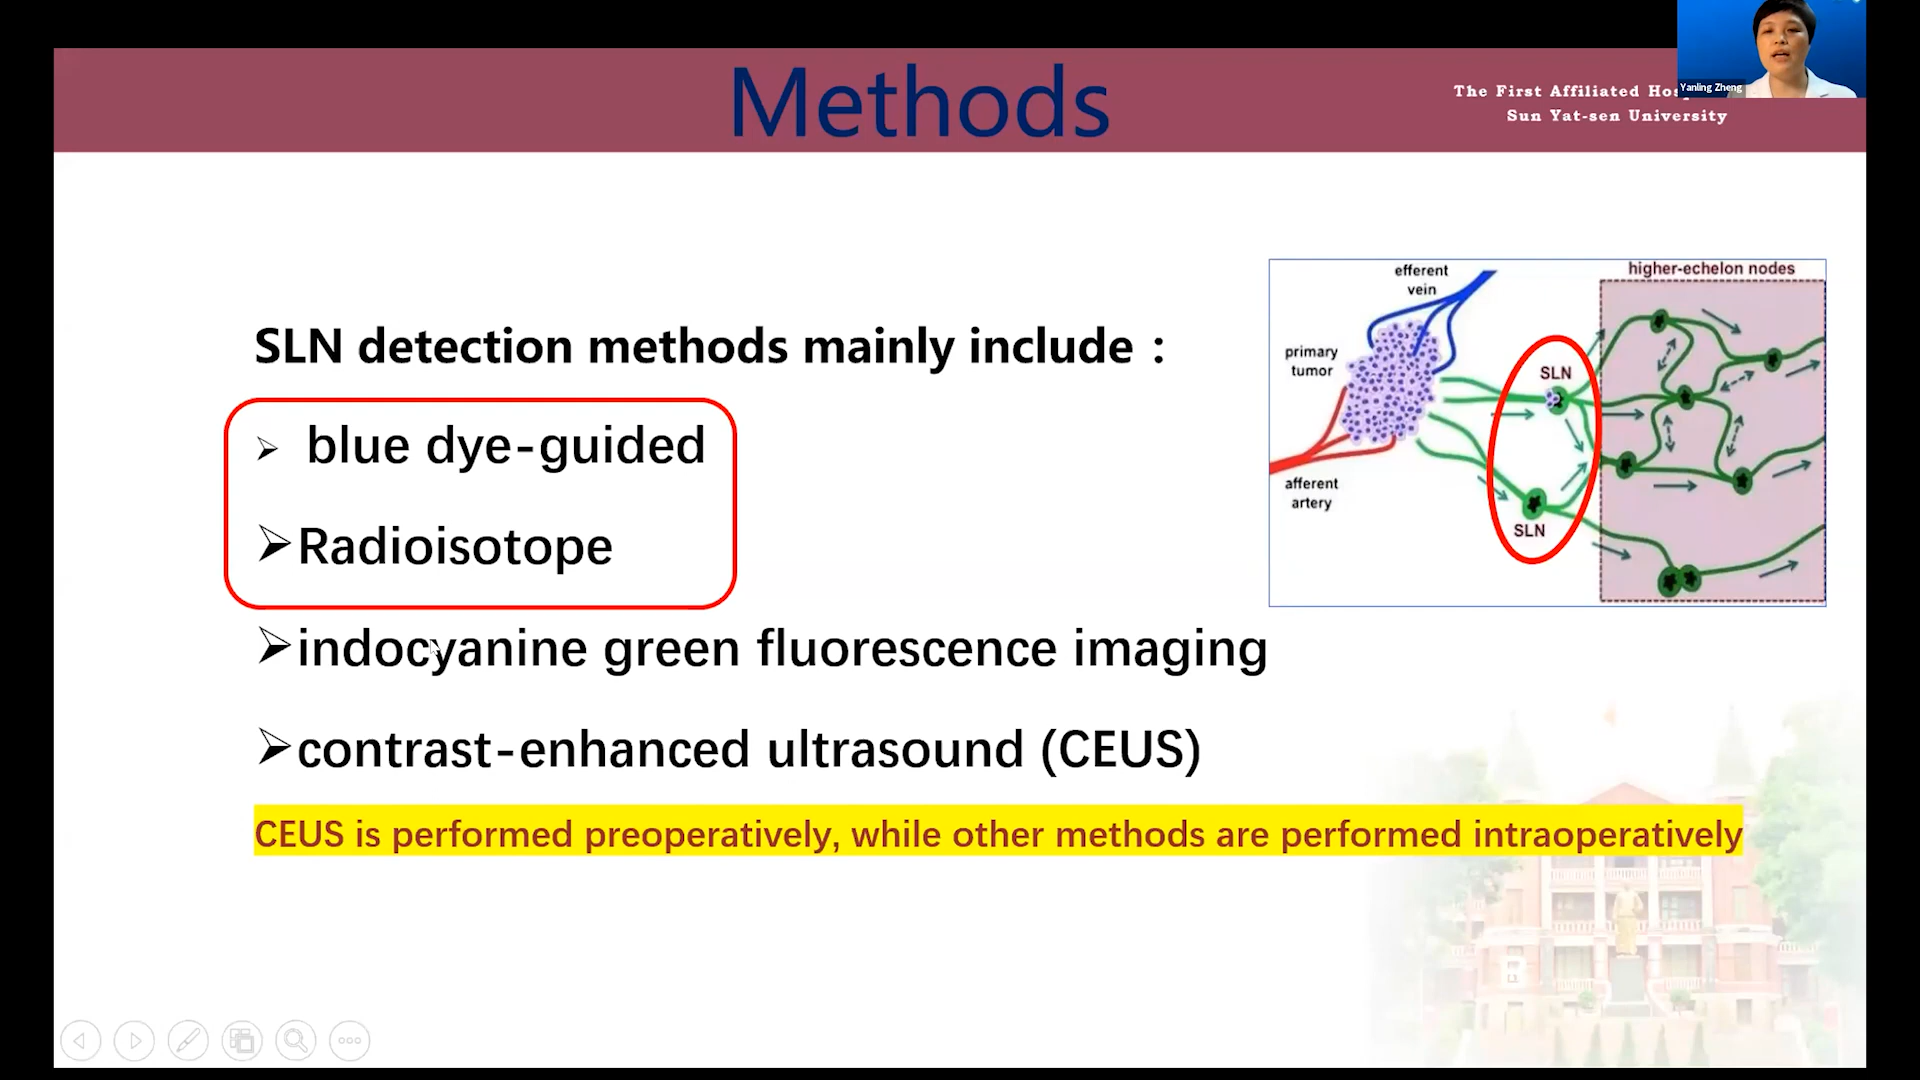 Methods
The First Affiliated
Sun Yat-sen University
Yanling Zheng
SLN detection methods mainly include：
blue dye-guided
Radioisotope
indocyanine green fluorescence imaging
contrast-enhanced ultrasound (CEUS)
CEUS is performed preoperatively, while other methods are performed intraoperatively
efferent
vein
higher-echelon nodes
primary
tumor
SLN
afferent
artery
SLN